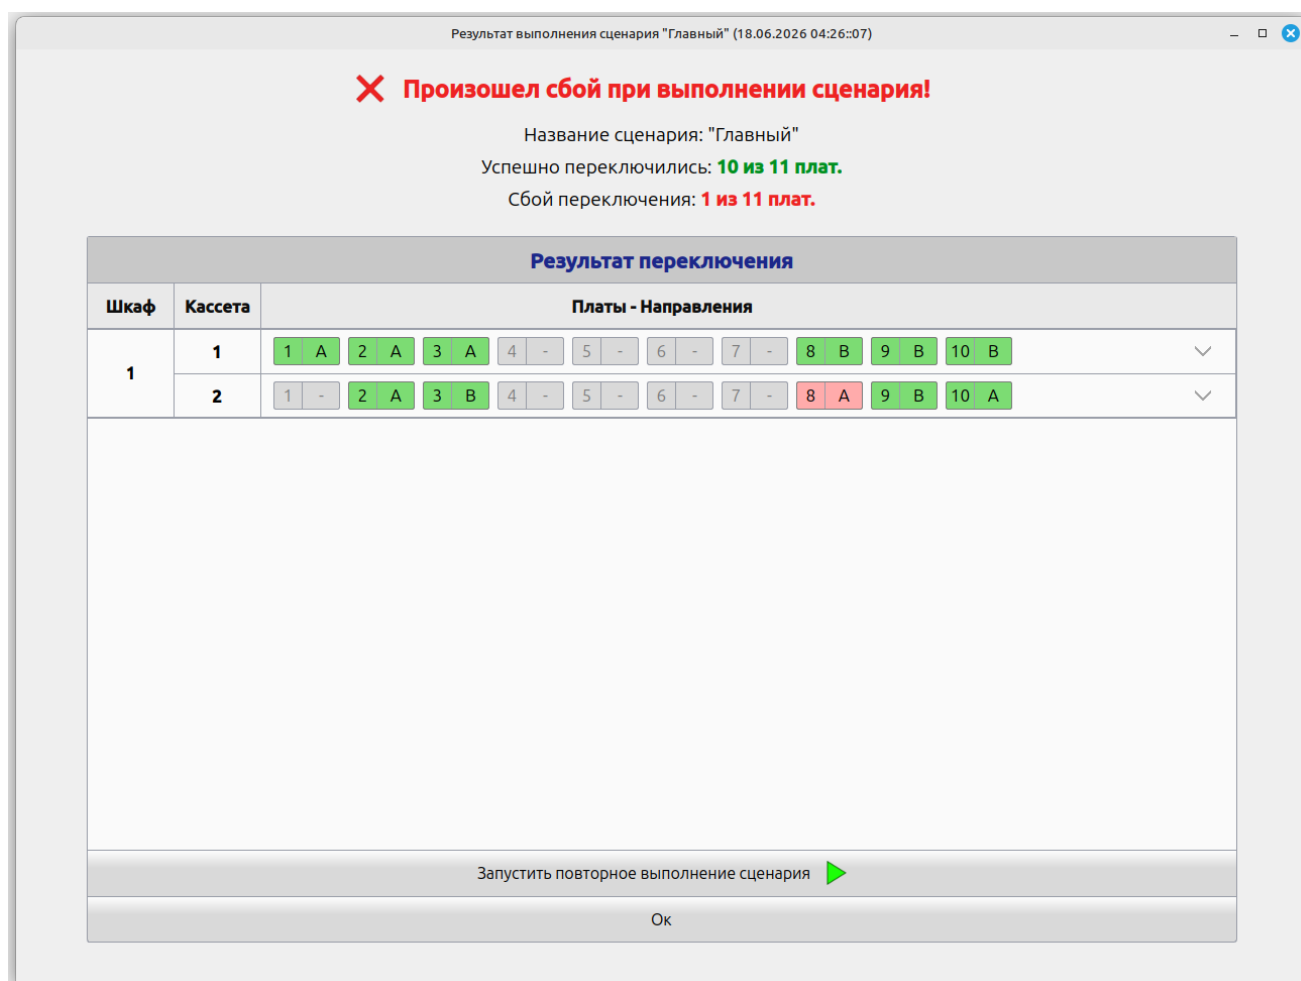 Результат выполнения сценария "Главный" (18.06.2026 04:26::07)
Произошел сбой при выполнении сценария!
Название сценария: "Главный"
Успешно переключились: 10 из 11 плат.
Сбой переключения: 1 из 11 плат.
Результат переключения
Шкаф Кассета Платы - Направления
1 1 A 2 A 3 A 4 - 5 - 6 - 7 - 8 B 9 B 10 B
1
2 1 - 2 A 3 B 4 - 5 - 6 - 7 - 8 A 9 B 10 A
Запустить повторное выполнение сценария
Ок